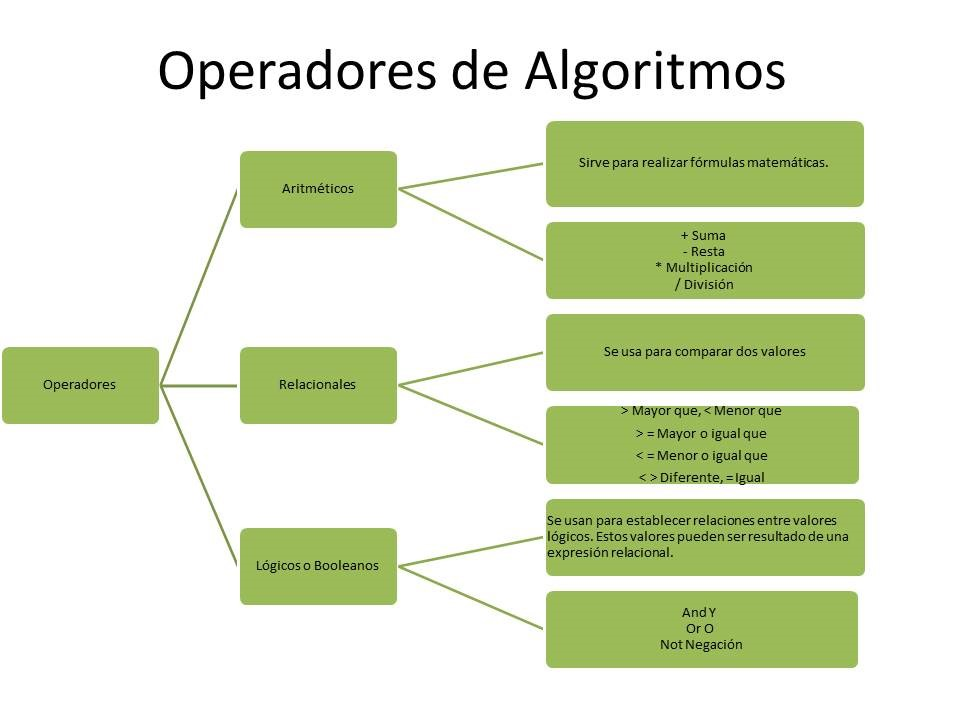 Operadores de Algoritmos
Operadores
Aritméticos
Sirve para realizar fórmulas matemáticas.
+ Suma
- Resta
* Multiplicación
/ División
Relacionales
Se usa para comparar dos valores
> Mayor que, < Menor que
> = Mayor o igual que
< = Menor o igual que
< > Diferente, = Igual
Lógicos o Booleanos
Se usan para establecer relaciones entre valores
lógicos. Estos valores pueden ser resultado de una
expresión relacional.
And Y
Or O
Not Negación